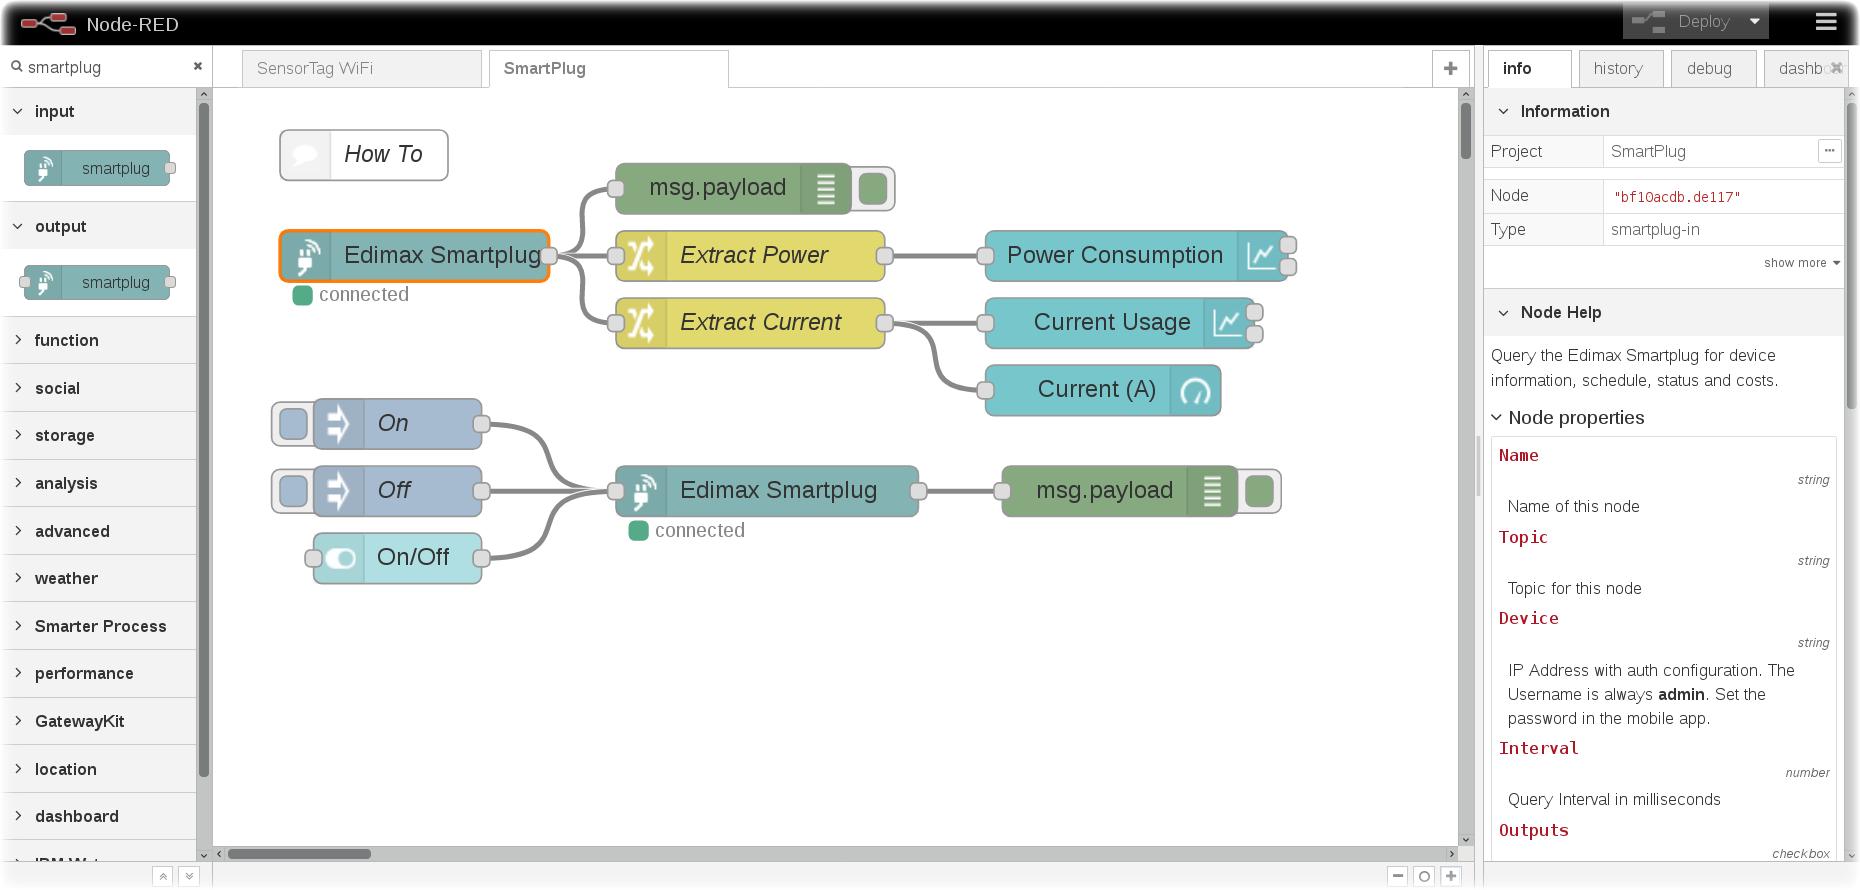 Node-RED
Deploy
smartplug
input
smartplug
output
smartplug
function
social
storage
analysis
advanced
weather
Smarter Process
performance
GatewayKit
location
dashboard
SensorTag WiFi
SmartPlug
How To
msg.payload
Edimax Smartplug
connected
Extract Power
Power Consumption
Extract Current
Current Usage
Current (A)
On
Off
On/Off
Edimax Smartplug
connected
msg.payload
info
history
debug
dashb
Information
Project
SmartPlug
Node
"bf10acdb.de117"
Type
smartplug-in
show more
Node Help
Query the Edimax Smartplug for device
information, schedule, status and costs.
Node properties
Name
string
Name of this node
Topic
string
Topic for this node
Device
string
IP Address with auth configuration. The
Username is always admin. Set the
password in the mobile app.
Interval
number
Query Interval in milliseconds
Outputs
checkbox